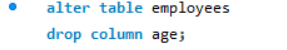 alter table employees
drop column age;